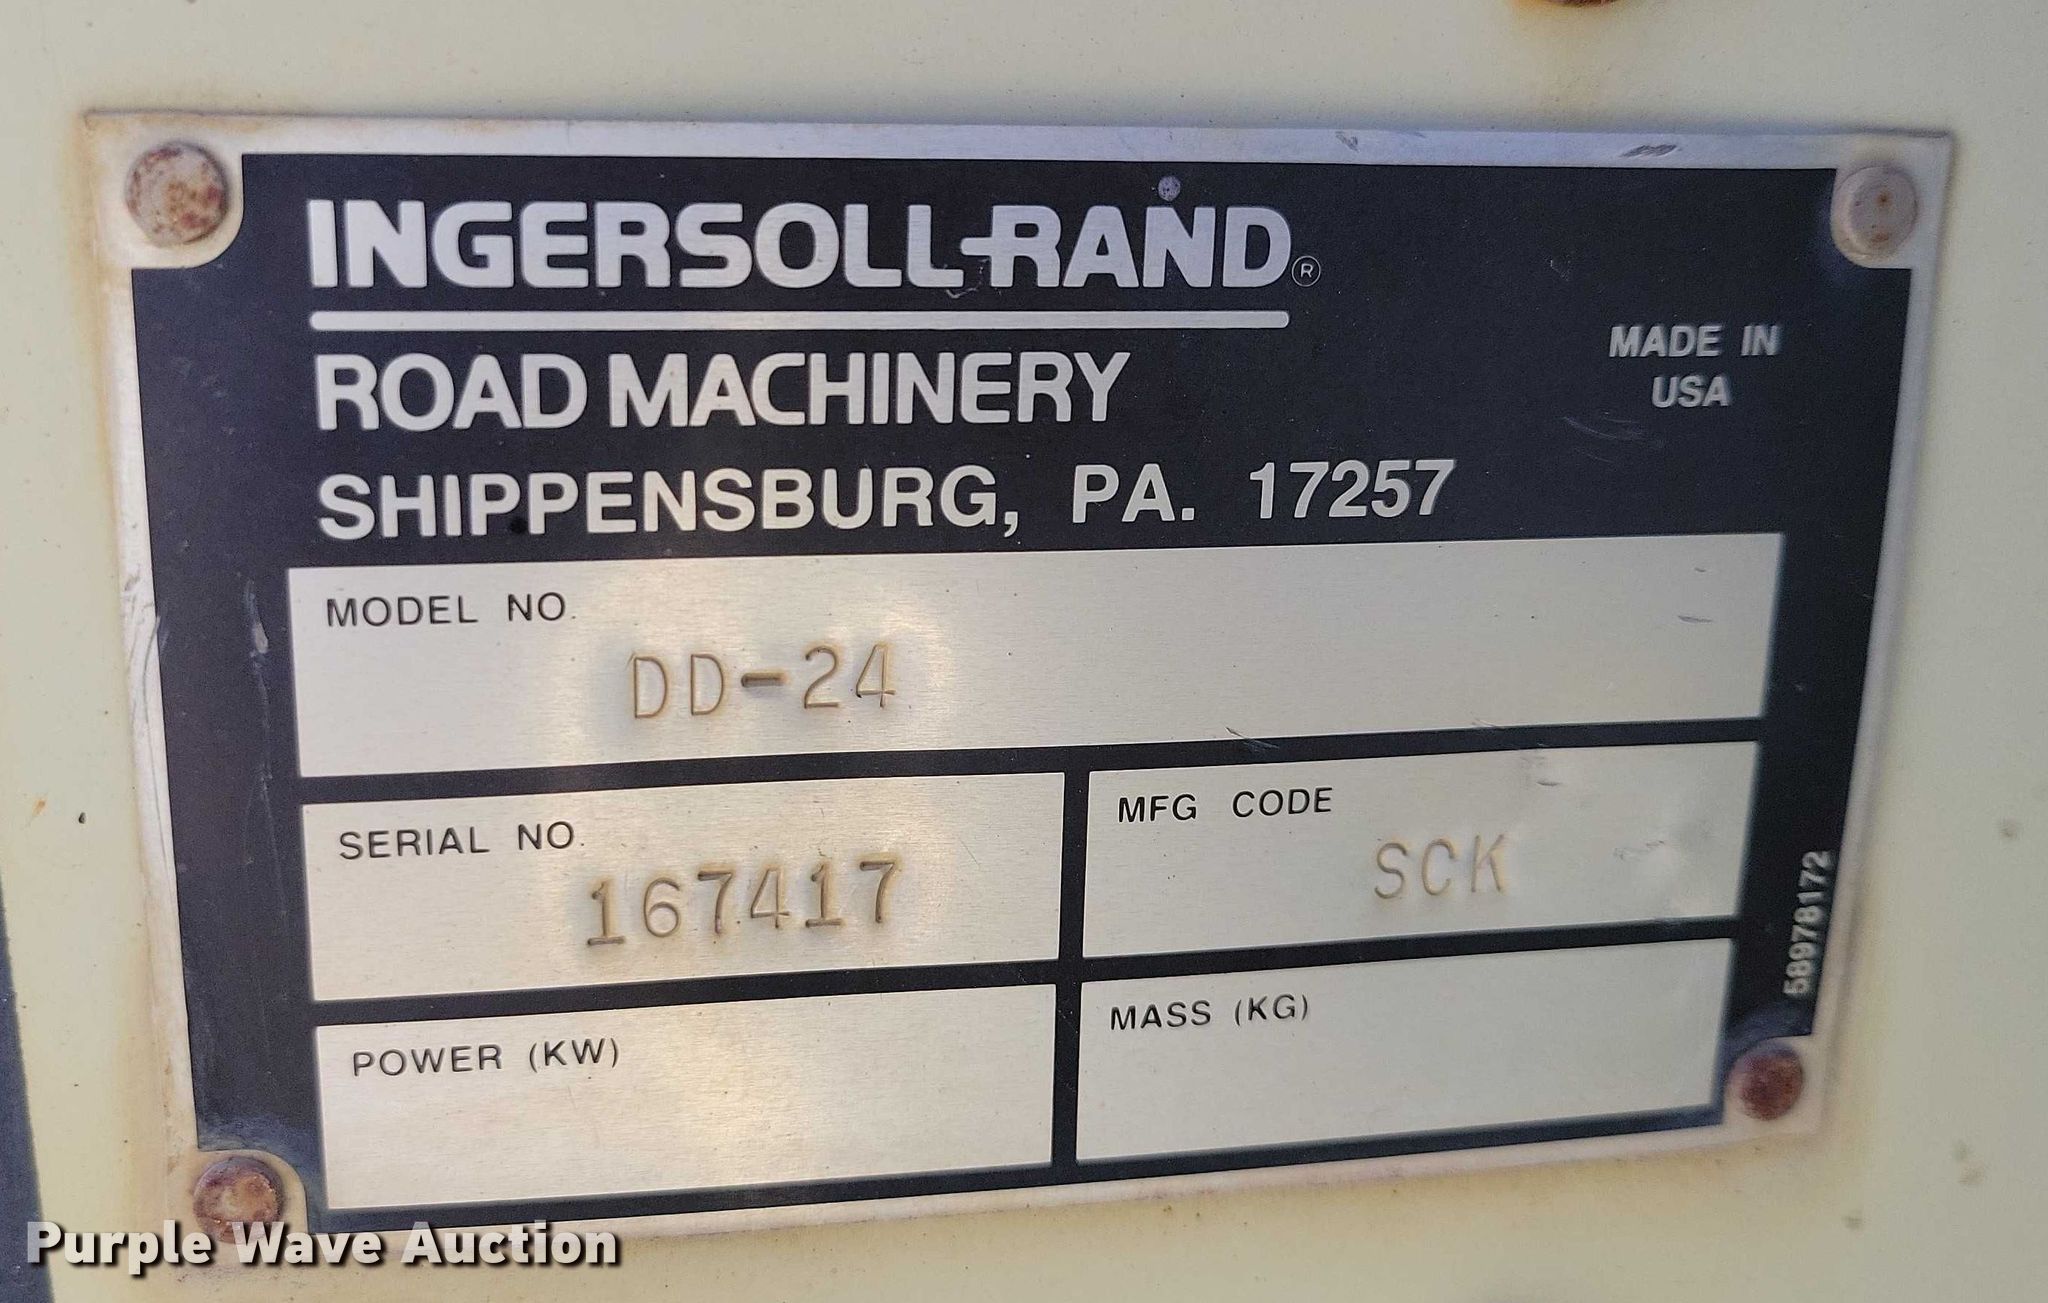 INGERSOLL-RAND®
ROAD MACHINERY
MADE IN
USA
SHIPPENSBURG, PA. 17257
MODEL NO.
DD-24
SERIAL NO.
167417
MFG CODE
SCK
POWER (KW)
MASS (KG)
58978172
Purple Wave Auction